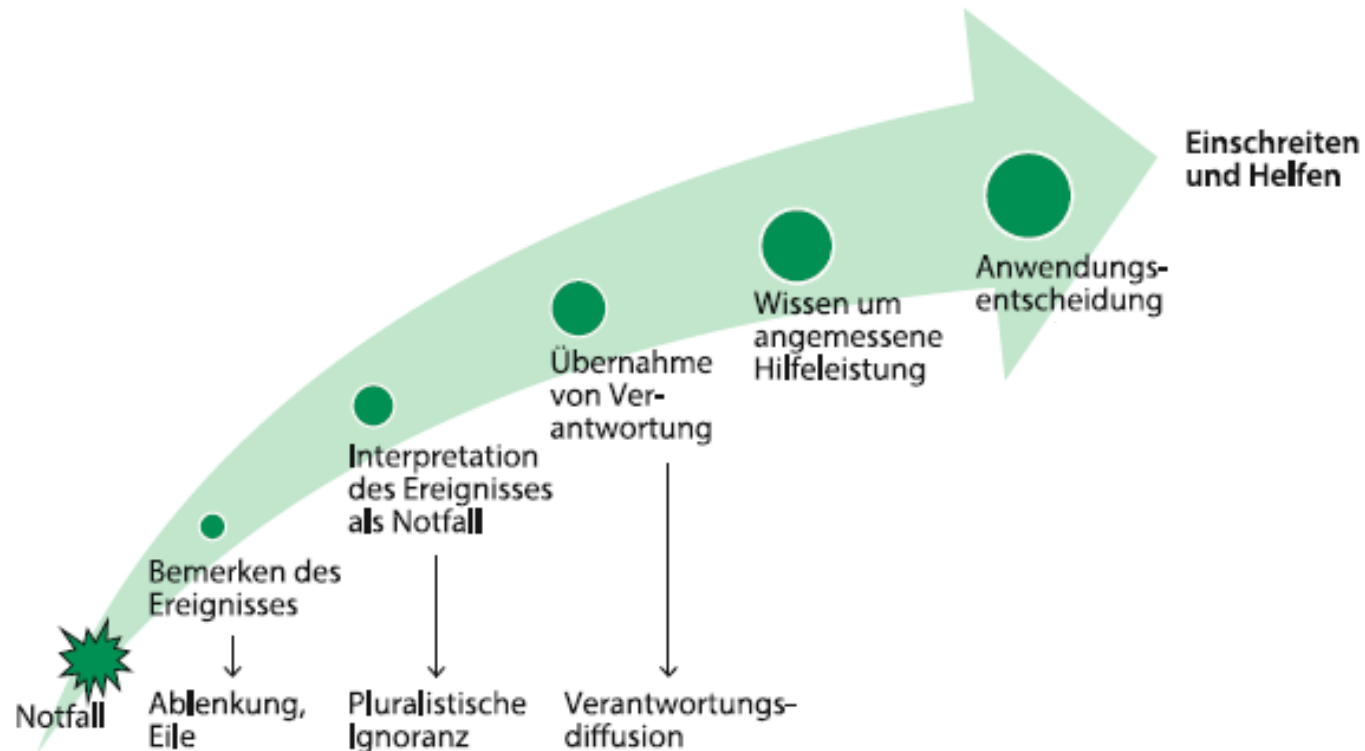 Einschreiten
und Helfen
Anwendungs-
entscheidung
Wissen um
angemessene
Hilfeleistung
Übernahme
von Ver-
antwortung
Interpretation
des Ereignisses
als Notfall
Bemerken des
Ereignisses
Notfall
Ablenkung,
Eile
Pluralistische
Ignoranz
Verantwortungs-
diffusion